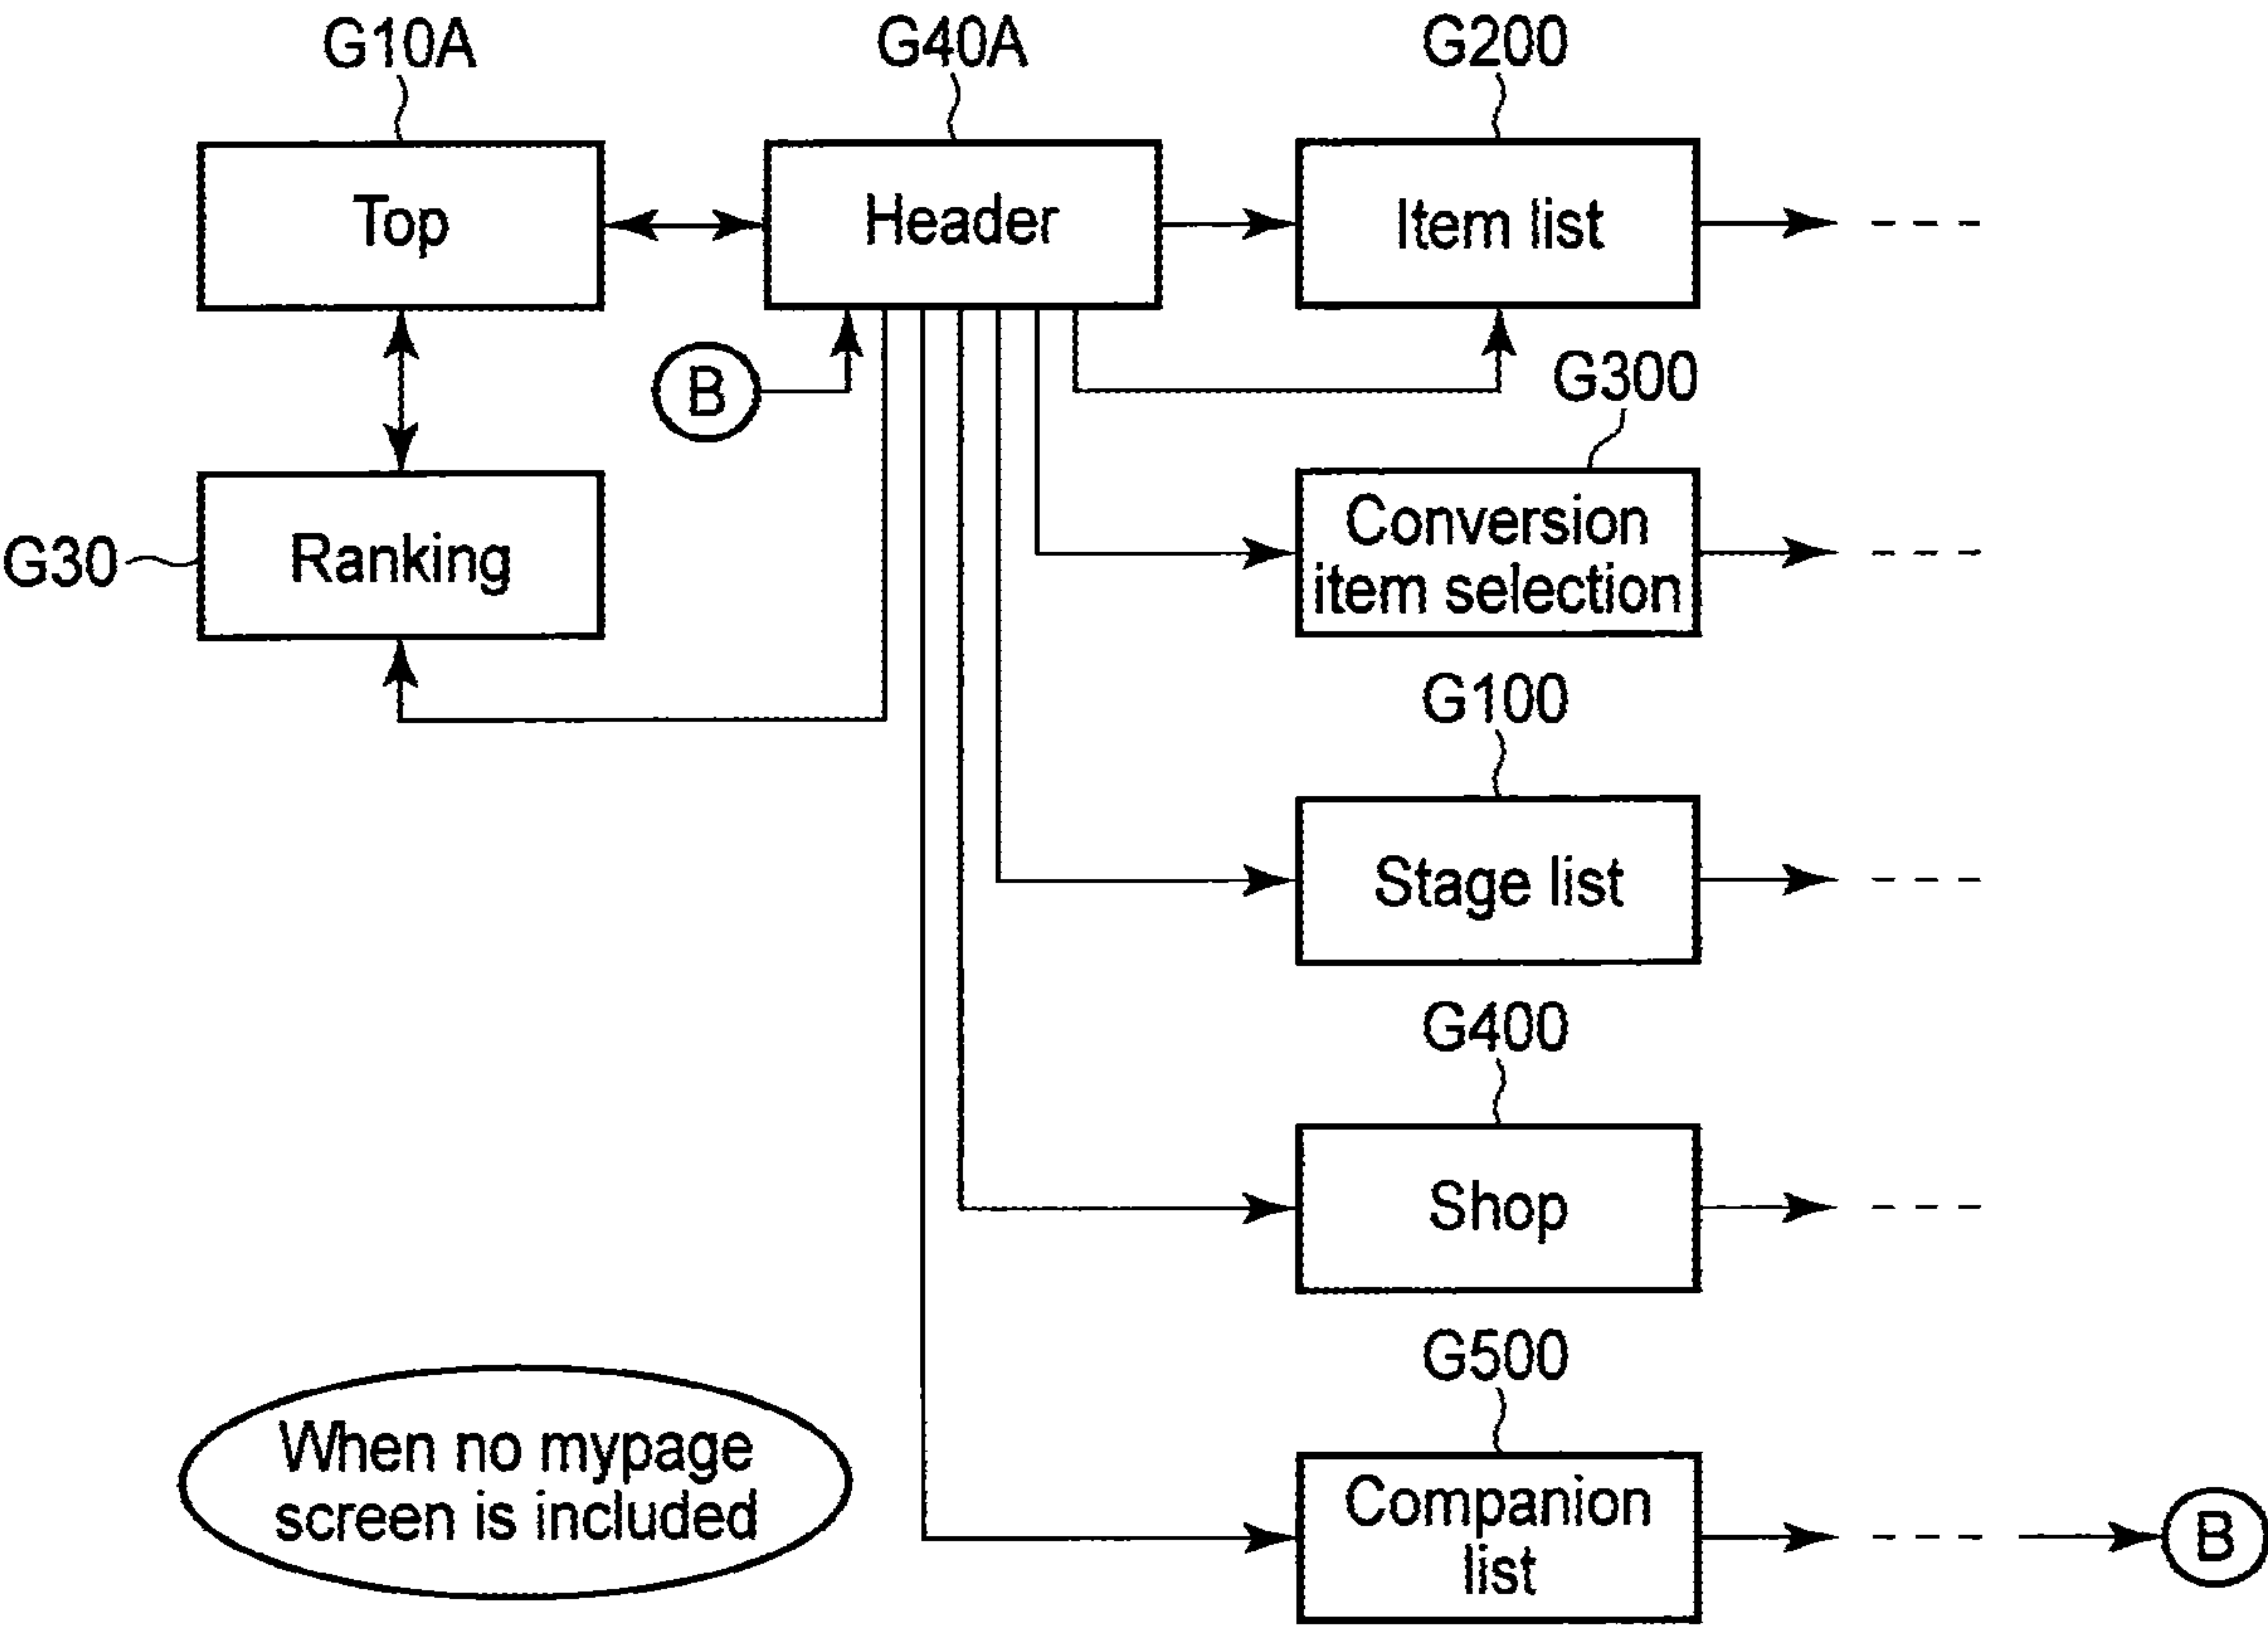 G10A
G40A
G200
Top
Header
Item list
B
G300
G30
Ranking
Conversion
item selection
G100
Stage list
G400
Shop
G500
When no mypage
screen is included
Companion
list
B